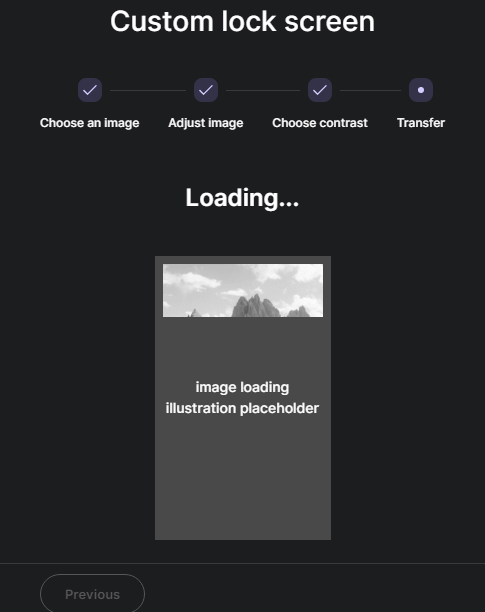 Custom lock screen
Choose an image
Adjust image
Choose contrast
Transfer
Loading...
image loading
illustration placeholder
Previous